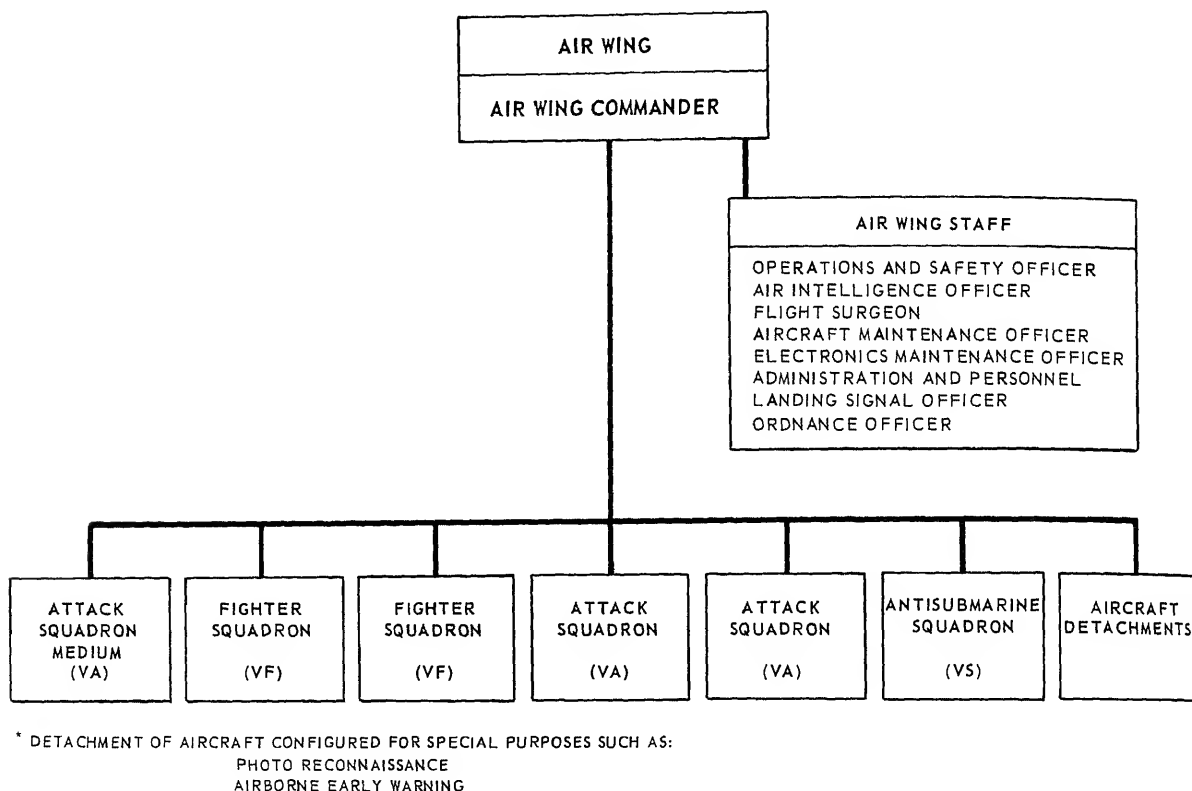 AIR WING
AIR WING COMMANDER
AIR WING STAFF
OPERATIONS AND SAFETY OFFICER
AIR INTELLIGENCE OFFICER
FLIGHT SURGEON
AIRCRAFT MAINTENANCE OFFICER
ELECTRONICS MAINTENANCE OFFICER
ADMINISTRATION AND PERSONNEL
LANDING SIGNAL OFFICER
ORDNANCE OFFICER
ATTACK
SQUADRON
MEDIUM
(VA)
FIGHTER
SQUADRON
(VF)
FIGHTER
SQUADRON
(VF)
ATTACK
SQUADRON
(VA)
ATTACK
SQUADRON
(VA)
ANTISUBMARINE
SQUADRON
(VS)
AIRCRAFT
DETACHMENTS
* DETACHMENT OF AIRCRAFT CONFIGURED FOR SPECIAL PURPOSES SUCH AS:
PHOTO RECONNAISSANCE
AIRBORNE EARLY WARNING